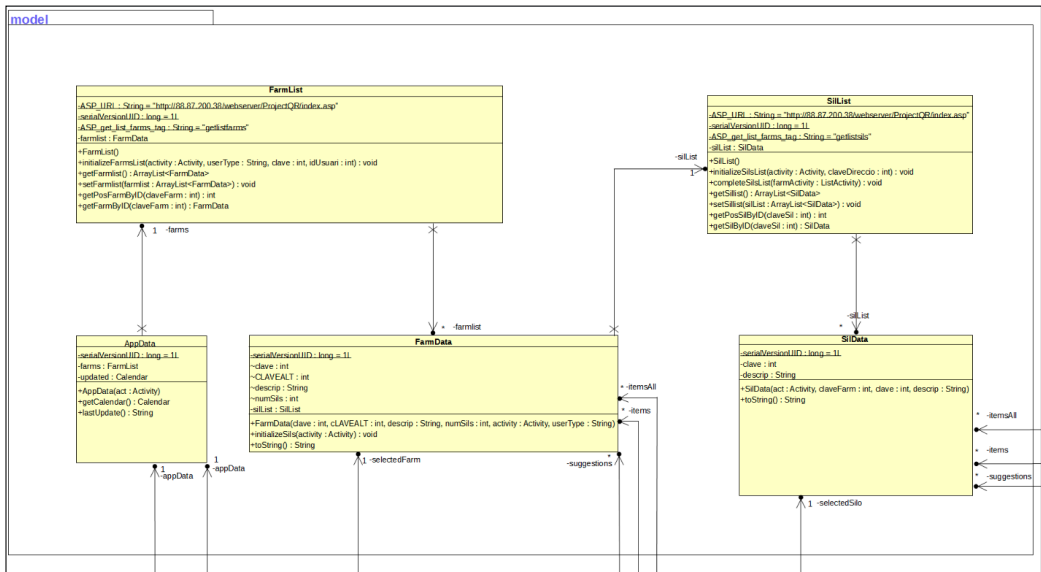 model
FarmList
-ASP_URL : String = "http://88.87.200.38/webserver/ProjectQR/index.asp"
-serialVersionUID : long = 1L
-ASP_get_list_farms_tag : String = "getlistfarms"
-farmlist : FarmData
+FarmList()
+initializeFarmsList(activity : Activity, userType : String, clave : int, idUsuari : int) : void
+getFarmlist() : ArrayList<FarmData>
+setFarmlist(farmlist : ArrayList<FarmData>) : void
+getPosFarmByID(claveFarm : int) : int
+getFarmByID(claveFarm : int) : FarmData
SilList
-ASP_URL : String = "http://88.87.200.38/webserver/ProjectQR/index.asp"
-serialVersionUID : long = 1L
-ASP_get_list_farms_tag : String = "getlistsils"
-silList : SilData
+SilList()
+initializeSilsList(activity : Activity, claveDireccio : int) : void
+completeSilsList(farmActivity : ListActivity) : void
+getSillist() : ArrayList<SilData>
+setSillist(silList : ArrayList<SilData>) : void
+getPosSilByID(claveSil : int) : int
+getSilByID(claveSil : int) : SilData
-silList
1
1 -farms
* -farmlist
-silList
*
AppData
-serialVersionUID : long = 1L
-farms : FarmList
-updated : Calendar
+AppData(act : Activity)
+getCalendar() : Calendar
+lastUpdate() : String
FarmData
-serialVersionUID : long = 1L
~clave : int
~CLAVEALT : int
~descrip : String
~numSils : int
-silList : SilList
+FarmData(clave : int, cLAVEALT : int, descrip : String, numSils : int, activity : Activity, userType : String)
+initializeSils(activity : Activity) : void
+toString() : String
* -itemsAll
* -items
SilData
-serialVersionUID : long = 1L
-clave : int
-descrip : String
+SilData(act : Activity, claveFarm : int, clave : int, descrip : String)
+toString() : String
* -itemsAll
* -items
* -suggestions
1
-appData
1
-appData
1 -selectedFarm
*
-suggestions
1 -selectedSilo